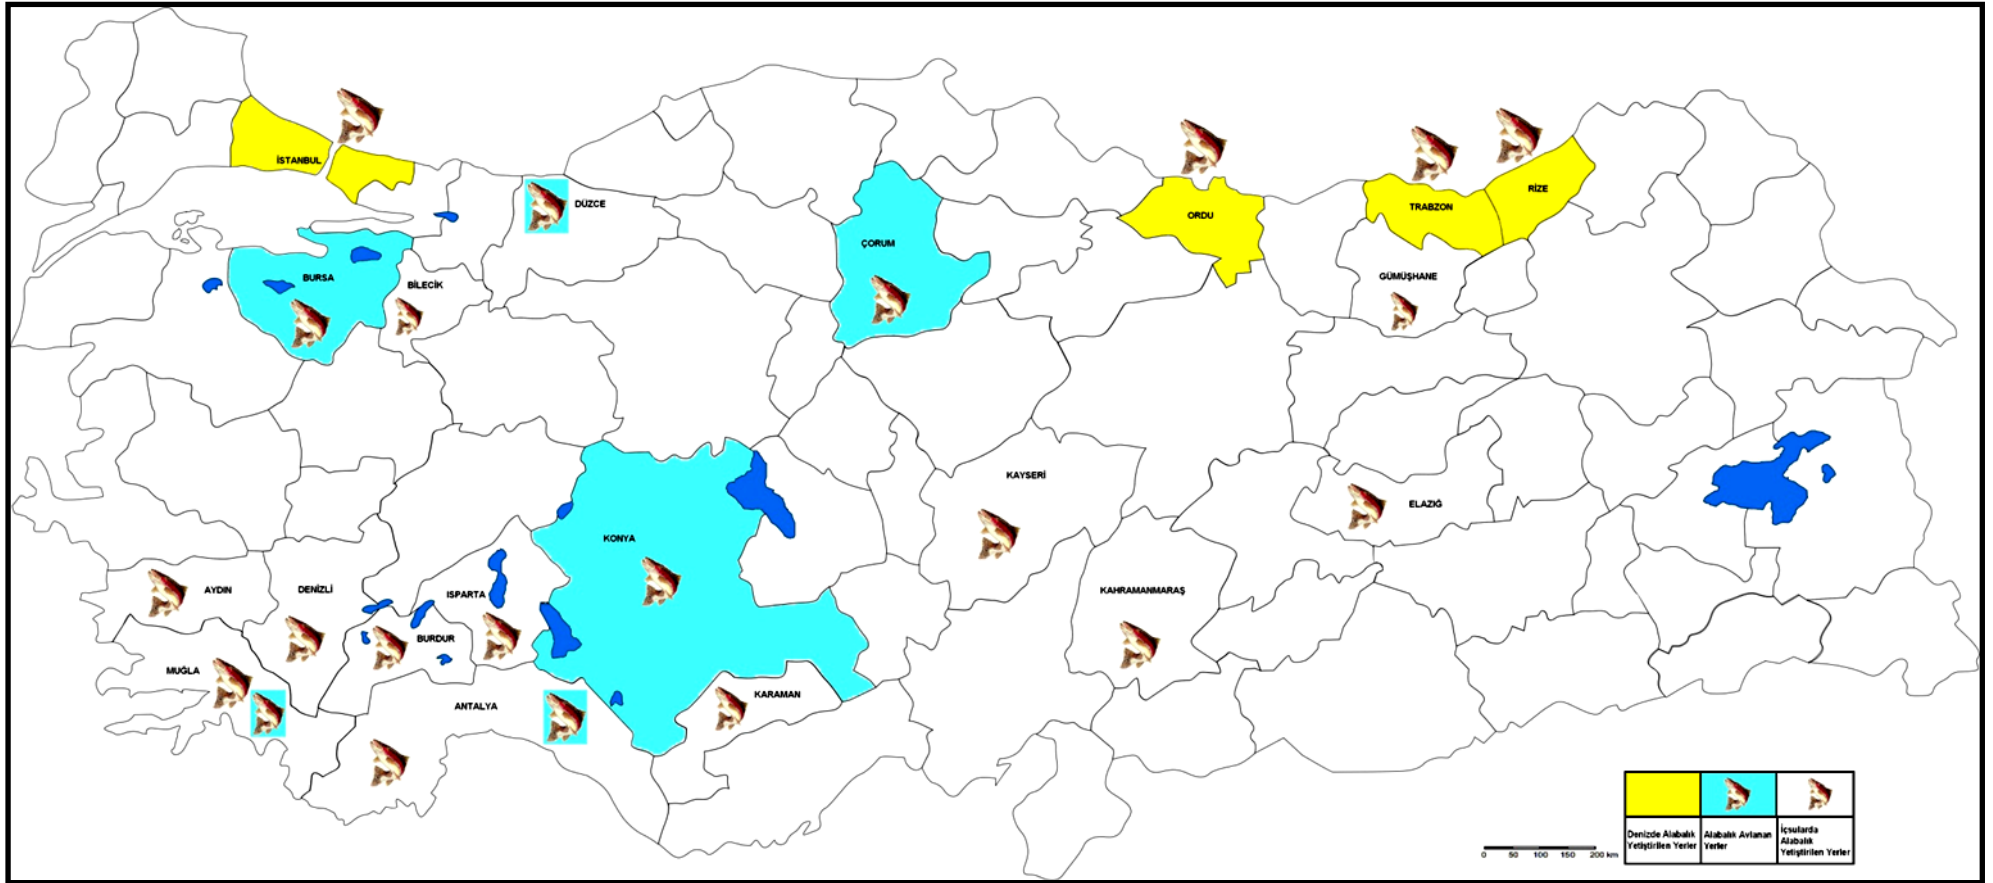 İSTANBUL
DÜZCE
RİZE
TRABZON
ORDU
ÇORUM
GÜMÜŞHANE
BURSA
BİLECİK
KAYSERİ
ELAZIĞ
KONYA
AYDIN
DENİZLİ
ISPARTA
KAHRAMANMARAŞ
BURDUR
MUĞLA
KARAMAN
ANTALYA
0 50 100 150 200 km
Denizde Alabalık
Yetiştirilen Yerler
Alabalık Avlanan
Yerler
İçsularda
Alabalık
Yetiştirilen Yerler